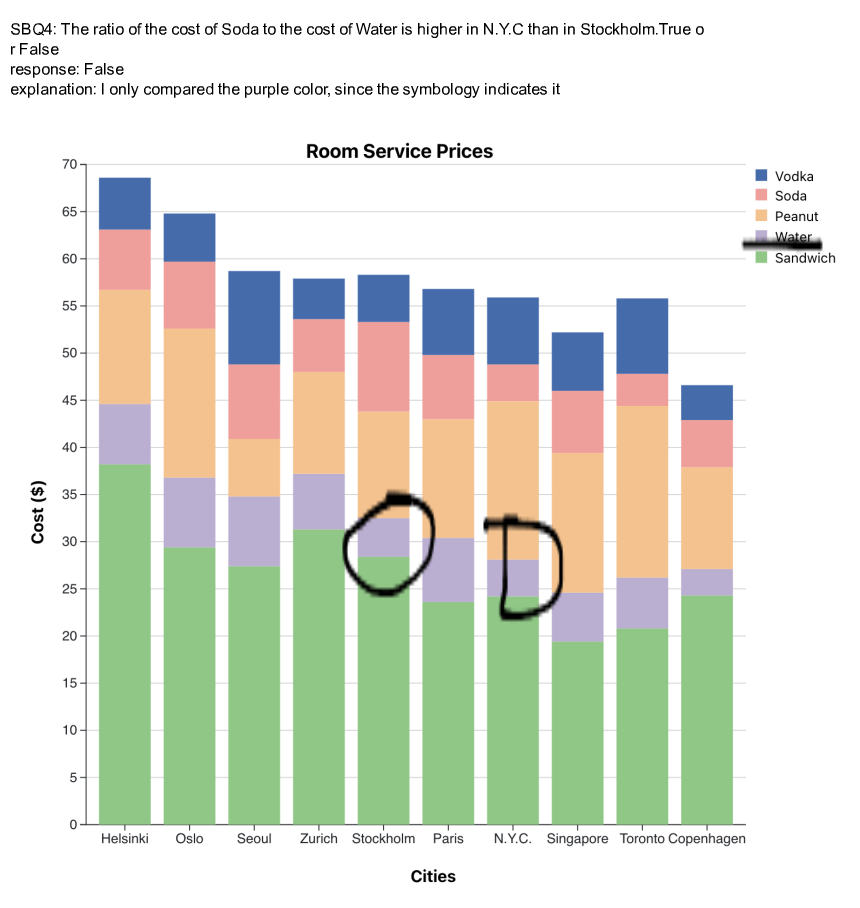 SBQ4: The ratio of the cost of Soda to the cost of Water is higher in N.Y.C than in Stockholm.True o
r False
response: False
explanation: I only compared the purple color, since the symbology indicates it
Room Service Prices
70
65
60
55
50
45
40
35
30
25
20
15
10
5
0
Cost ($)
Vodka
Soda
Peanut
Water
Sandwich
Helsinki Oslo Seoul Zurich Stockholm Paris N.Y.C. Singapore Toronto Copenhagen
Cities